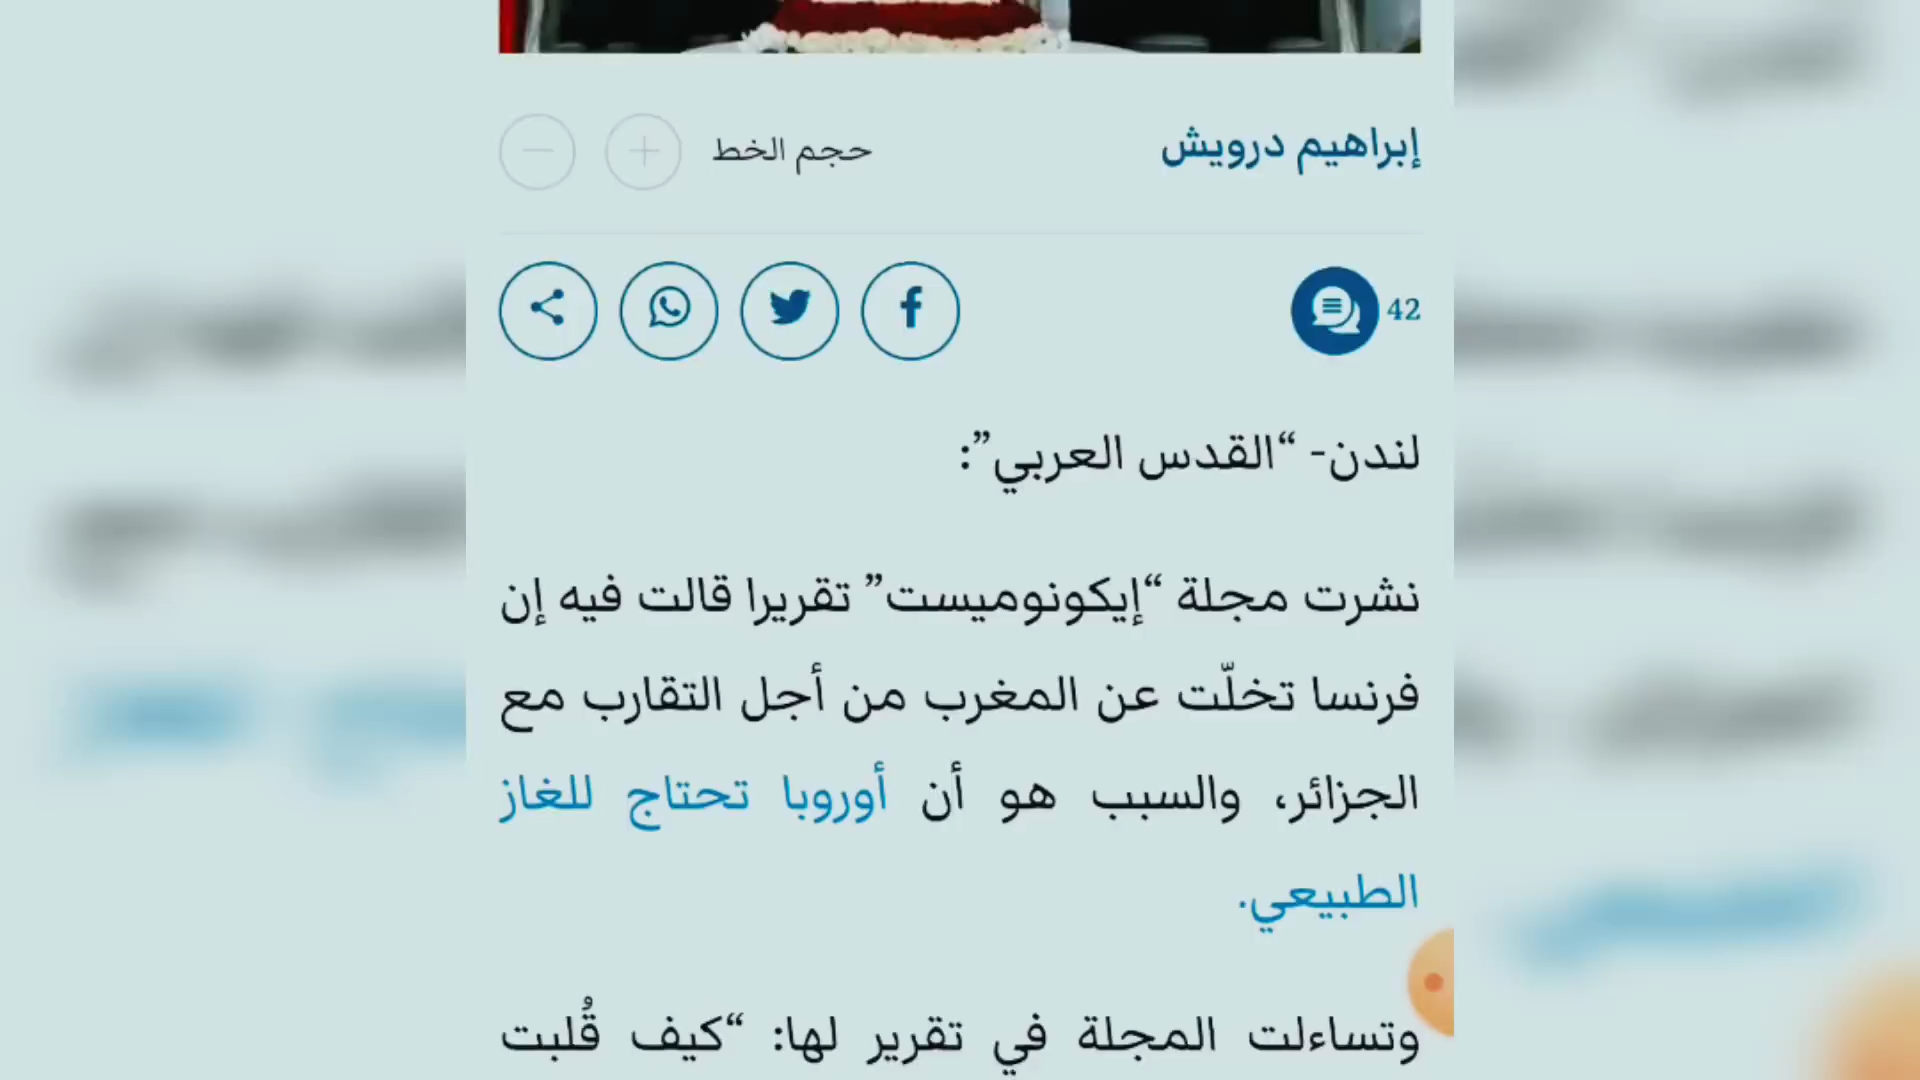 إبراهيم درويش
حجم الخط
42
لندن- “القدس العربي”:
نشرت مجلة “إيكونوميست” تقريرا قالت فيه إن
فرنسا تخلّت عن المغرب من أجل التقارب مع
الجزائر، والسبب هو أن أوروبا تحتاج للغاز
الطبيعي.
وتساءلت المجلة في تقرير لها: “كيف قُلبت